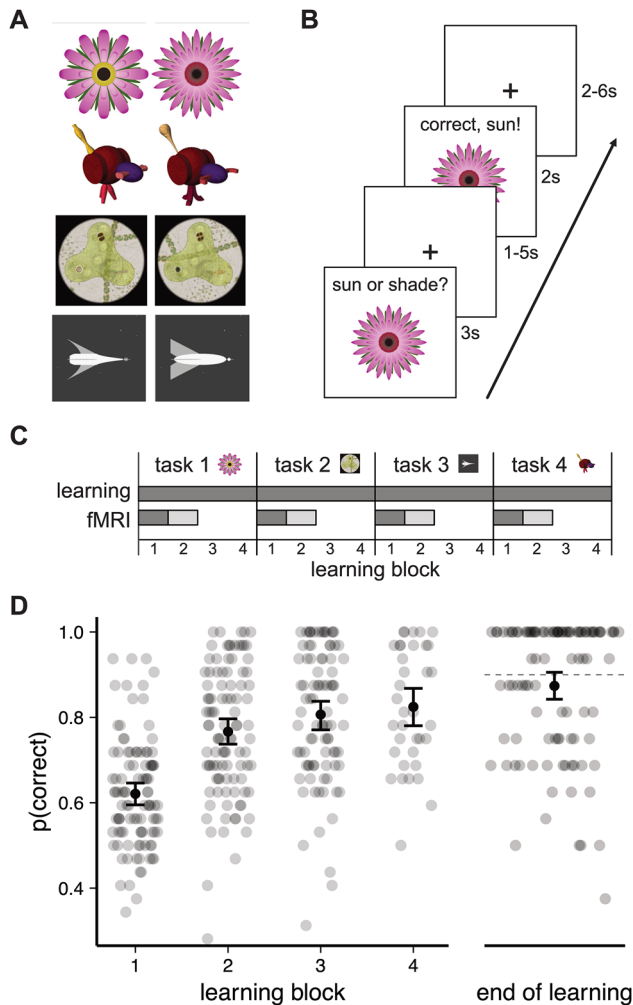 A
B
2-6s
correct, sun!
2s
1-5s
sun or shade?
3s
C
task 1
task 2
task 3
task 4
learning
fMRI
1 2 3 4 1 2 3 4 1 2 3 4 1 2 3 4
learning block
D
p(correct)
1.0
0.8
0.6
0.4
1 2 3 4
learning block
end of learning